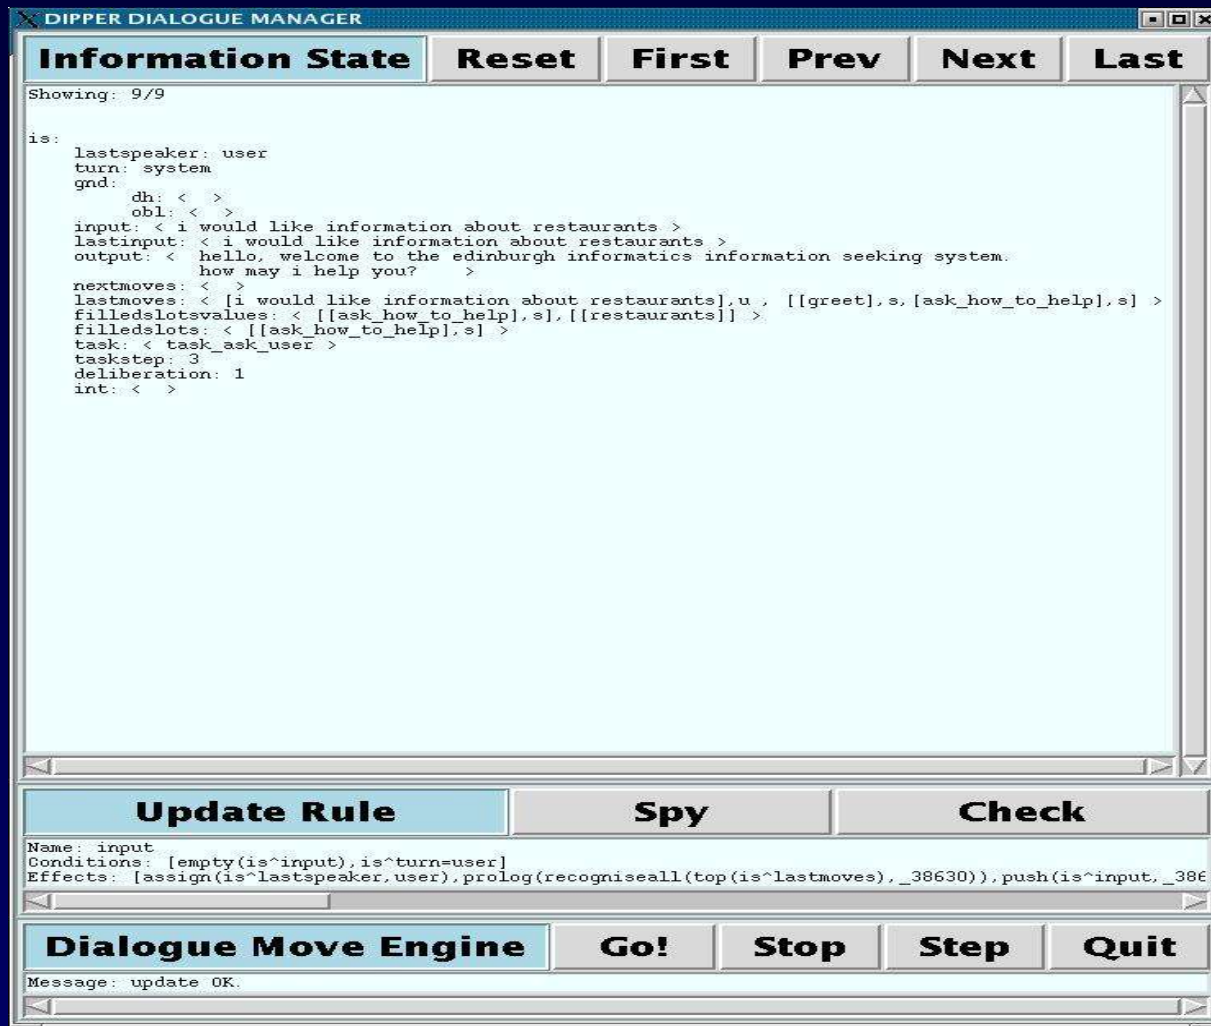 DIPPER DIALOGUE MANAGER
Information State Reset First Prev Next Last
Showing: 9/9
is:
lastspeaker: user
turn: system
gnd:
dh: < >
obl: < >
input: < i would like information about restaurants >
lastinput: < i would like information about restaurants >
output: < hello, welcome to the edinburgh informatics information seeking system.
how may i help you? >
nextmoves: < >
lastmoves: < [i would like information about restaurants],u , [[greet],s,[ask_how_to_help],s] >
filledslotsvalues: < [[ask_how_to_help],s],[[restaurants]] >
filledslots: < [[ask_how_to_help],s] >
task: < task_ask_user >
taskstep: 3
deliberation: 1
int: < >
Update Rule Spy Check
Name: input
Conditions: [empty(is^input),is^turn=user]
Effects: [assign(is^lastspeaker,user),prolog(recogniseall(top(is^lastmoves),_38630)),push(is^input,_386
Dialogue Move Engine Go! Stop Step Quit
Message: update OK.